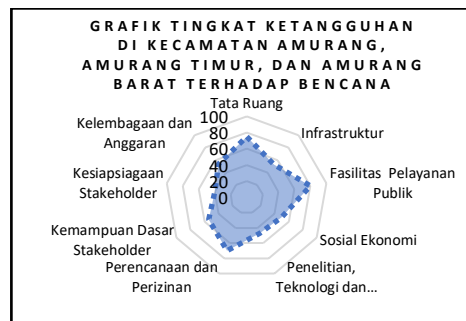 GRAFIK TINGKAT KETANGGUHAN
DI KECAMATAN AMURANG,
AMURANG TIMUR, DAN AMURANG
BARAT TERHADAP BENCANA
Tata Ruang
Infrastruktur
Fasilitas Pelayanan
Publik
Sosial Ekonomi
Penelitian,
Teknologi dan...
Perencanaan dan
Perizinan
Kemampuan Dasar
Stakeholder
Kesiapsiagaan
Stakeholder
Kelembagaan dan
Anggaran
100
80
60
40
20
0